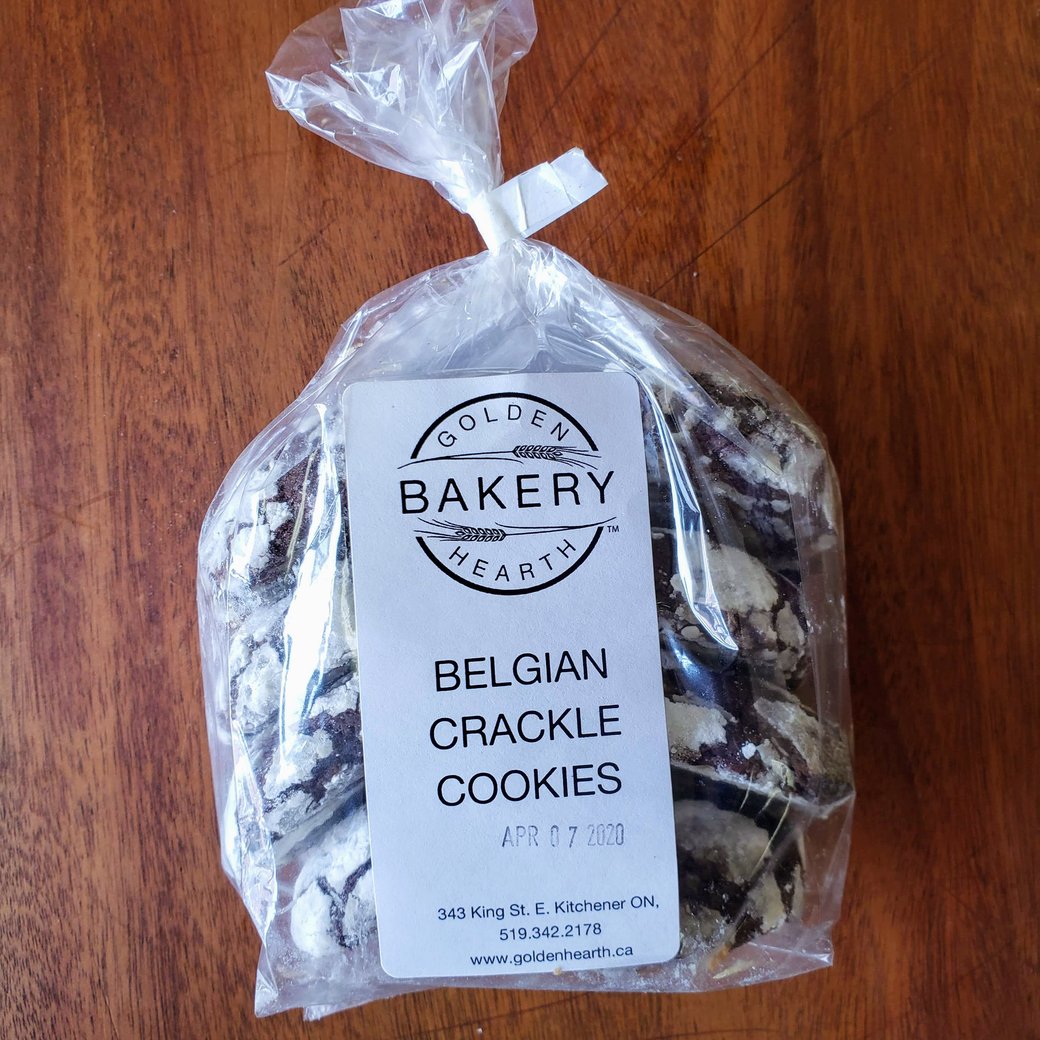 GOLDEN
BAKERY
HEARTH
™
BELGIAN
CRACKLE
COOKIES
APR 07 2020
343 King St. E. Kitchener ON,
519.342.2178
www.goldenhearth.ca